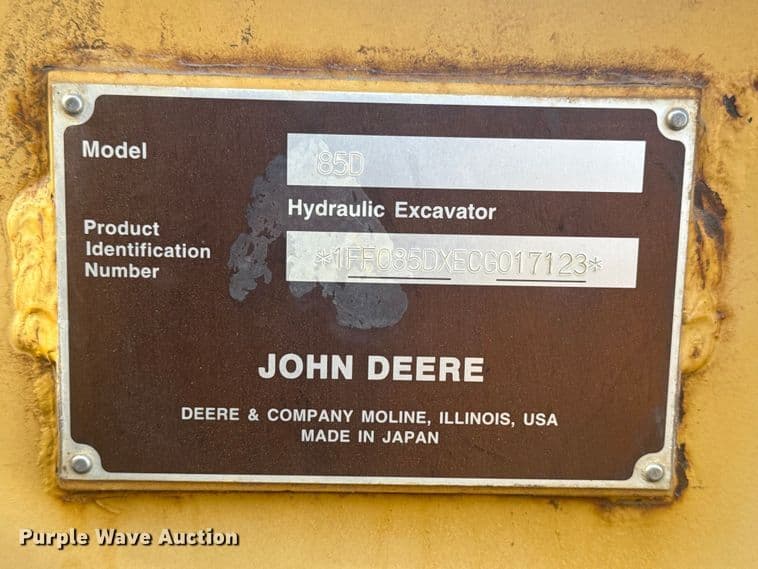 Model
85D
Hydraulic Excavator
Product
Identification
Number
*1FF085DXECG017123*
JOHN DEERE
DEERE & COMPANY MOLINE, ILLINOIS, USA
MADE IN JAPAN
Purple Wave Auction